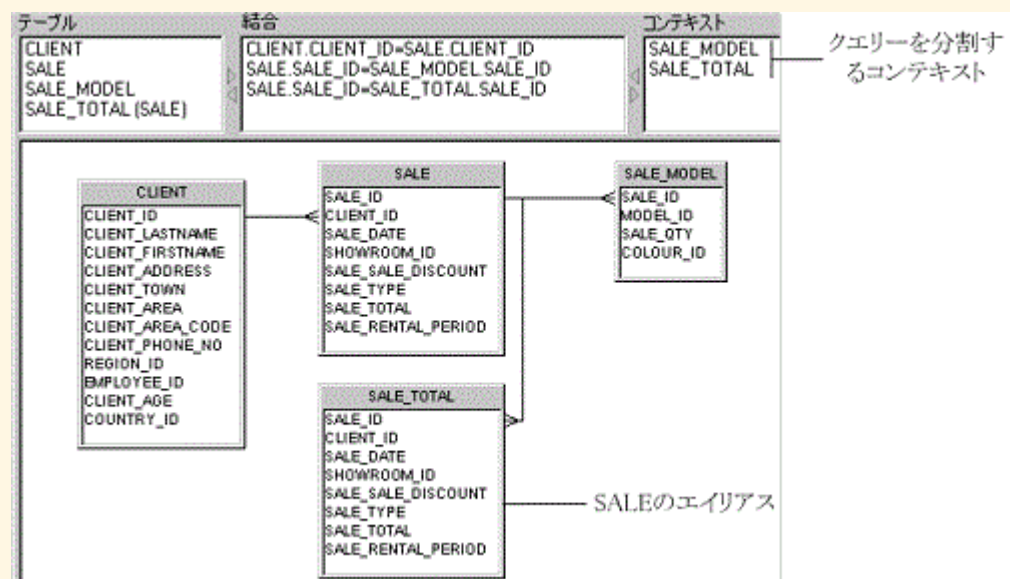 テーブル
CLIENT
SALE
SALE_MODEL
SALE_TOTAL (SALE)
結合
CLIENT.CLIENT_ID=SALE.CLIENT_ID
SALE.SALE_ID=SALE_MODEL.SALE_ID
SALE.SALE_ID=SALE_TOTAL.SALE_ID
コンテキスト
SALE_MODEL
SALE_TOTAL
クエリーを分割す
るコンテキスト
CLIENT
CLIENT_ID
CLIENT_LASTNAME
CLIENT_FIRSTNAME
CLIENT_ADDRESS
CLIENT_TOWN
CLIENT_AREA
CLIENT_AREA_CODE
CLIENT_PHONE_NO
REGION_ID
EMPLOYEE_ID
CLIENT_AGE
COUNTRY_ID
SALE
SALE_ID
CLIENT_ID
SALE_DATE
SHOWROOM_ID
SALE_SALE_DISCOUNT
SALE_TYPE
SALE_TOTAL
SALE_RENTAL_PERIOD
SALE_MODEL
SALE_ID
MODEL_ID
SALE_QTY
COLOUR_ID
SALE_TOTAL
SALE_ID
CLIENT_ID
SALE_DATE
SHOWROOM_ID
SALE_SALE_DISCOUNT
SALE_TYPE
SALE_TOTAL
SALE_RENTAL_PERIOD
SALEのエイリアス